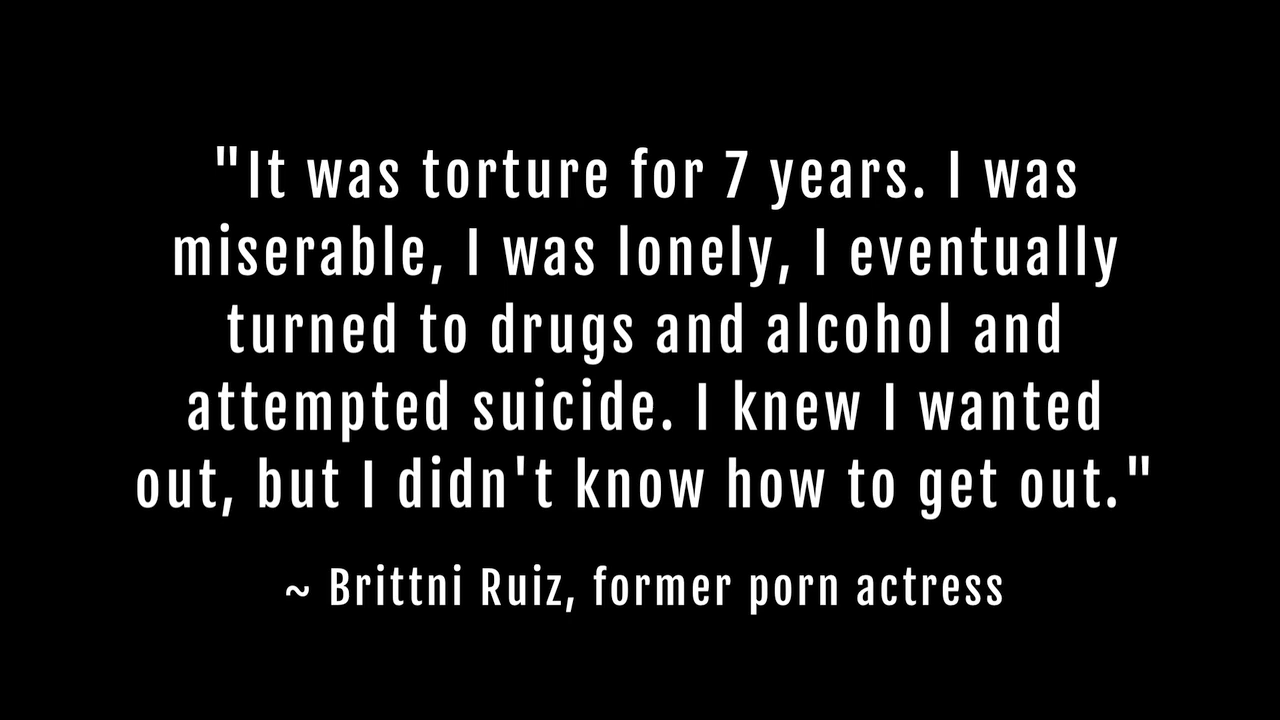 "It was torture for 7 years. I was
miserable, I was lonely, I eventually
turned to drugs and alcohol and
attempted suicide. I knew I wanted
out, but I didn't know how to get out."
~ Brittni Ruiz, former porn actress